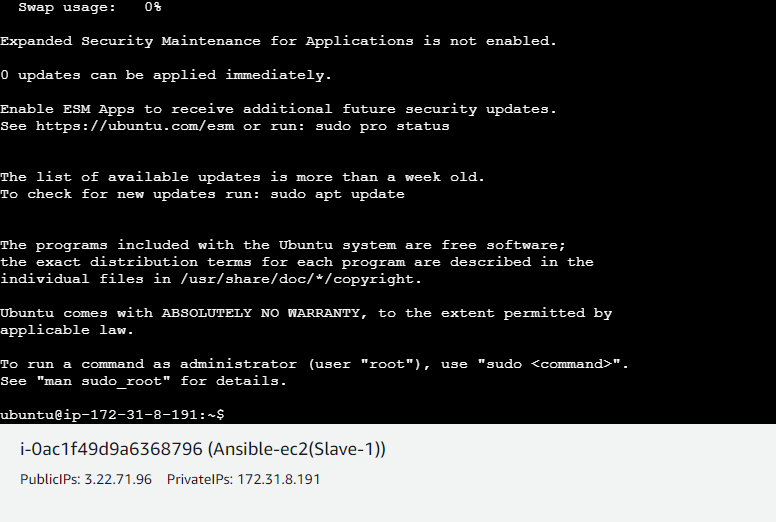 Swap usage:   0%
Expanded Security Maintenance for Applications is not enabled.
0 updates can be applied immediately.
Enable ESM Apps to receive additional future security updates.
See https://ubuntu.com/esm or run: sudo pro status
The list of available updates is more than a week old.
To check for new updates run: sudo apt update
The programs included with the Ubuntu system are free software;
the exact distribution terms for each program are described in the
individual files in /usr/share/doc/*/copyright.
Ubuntu comes with ABSOLUTELY NO WARRANTY, to the extent permitted by
applicable law.
To run a command as administrator (user "root"), use "sudo <command>".
See "man sudo_root" for details.
ubuntu@ip-172-31-8-191:~$
i-0ac1f49d9a6368796 (Ansible-ec2(Slave-1))
PublicIPs: 3.22.71.96    PrivateIPs: 172.31.8.191